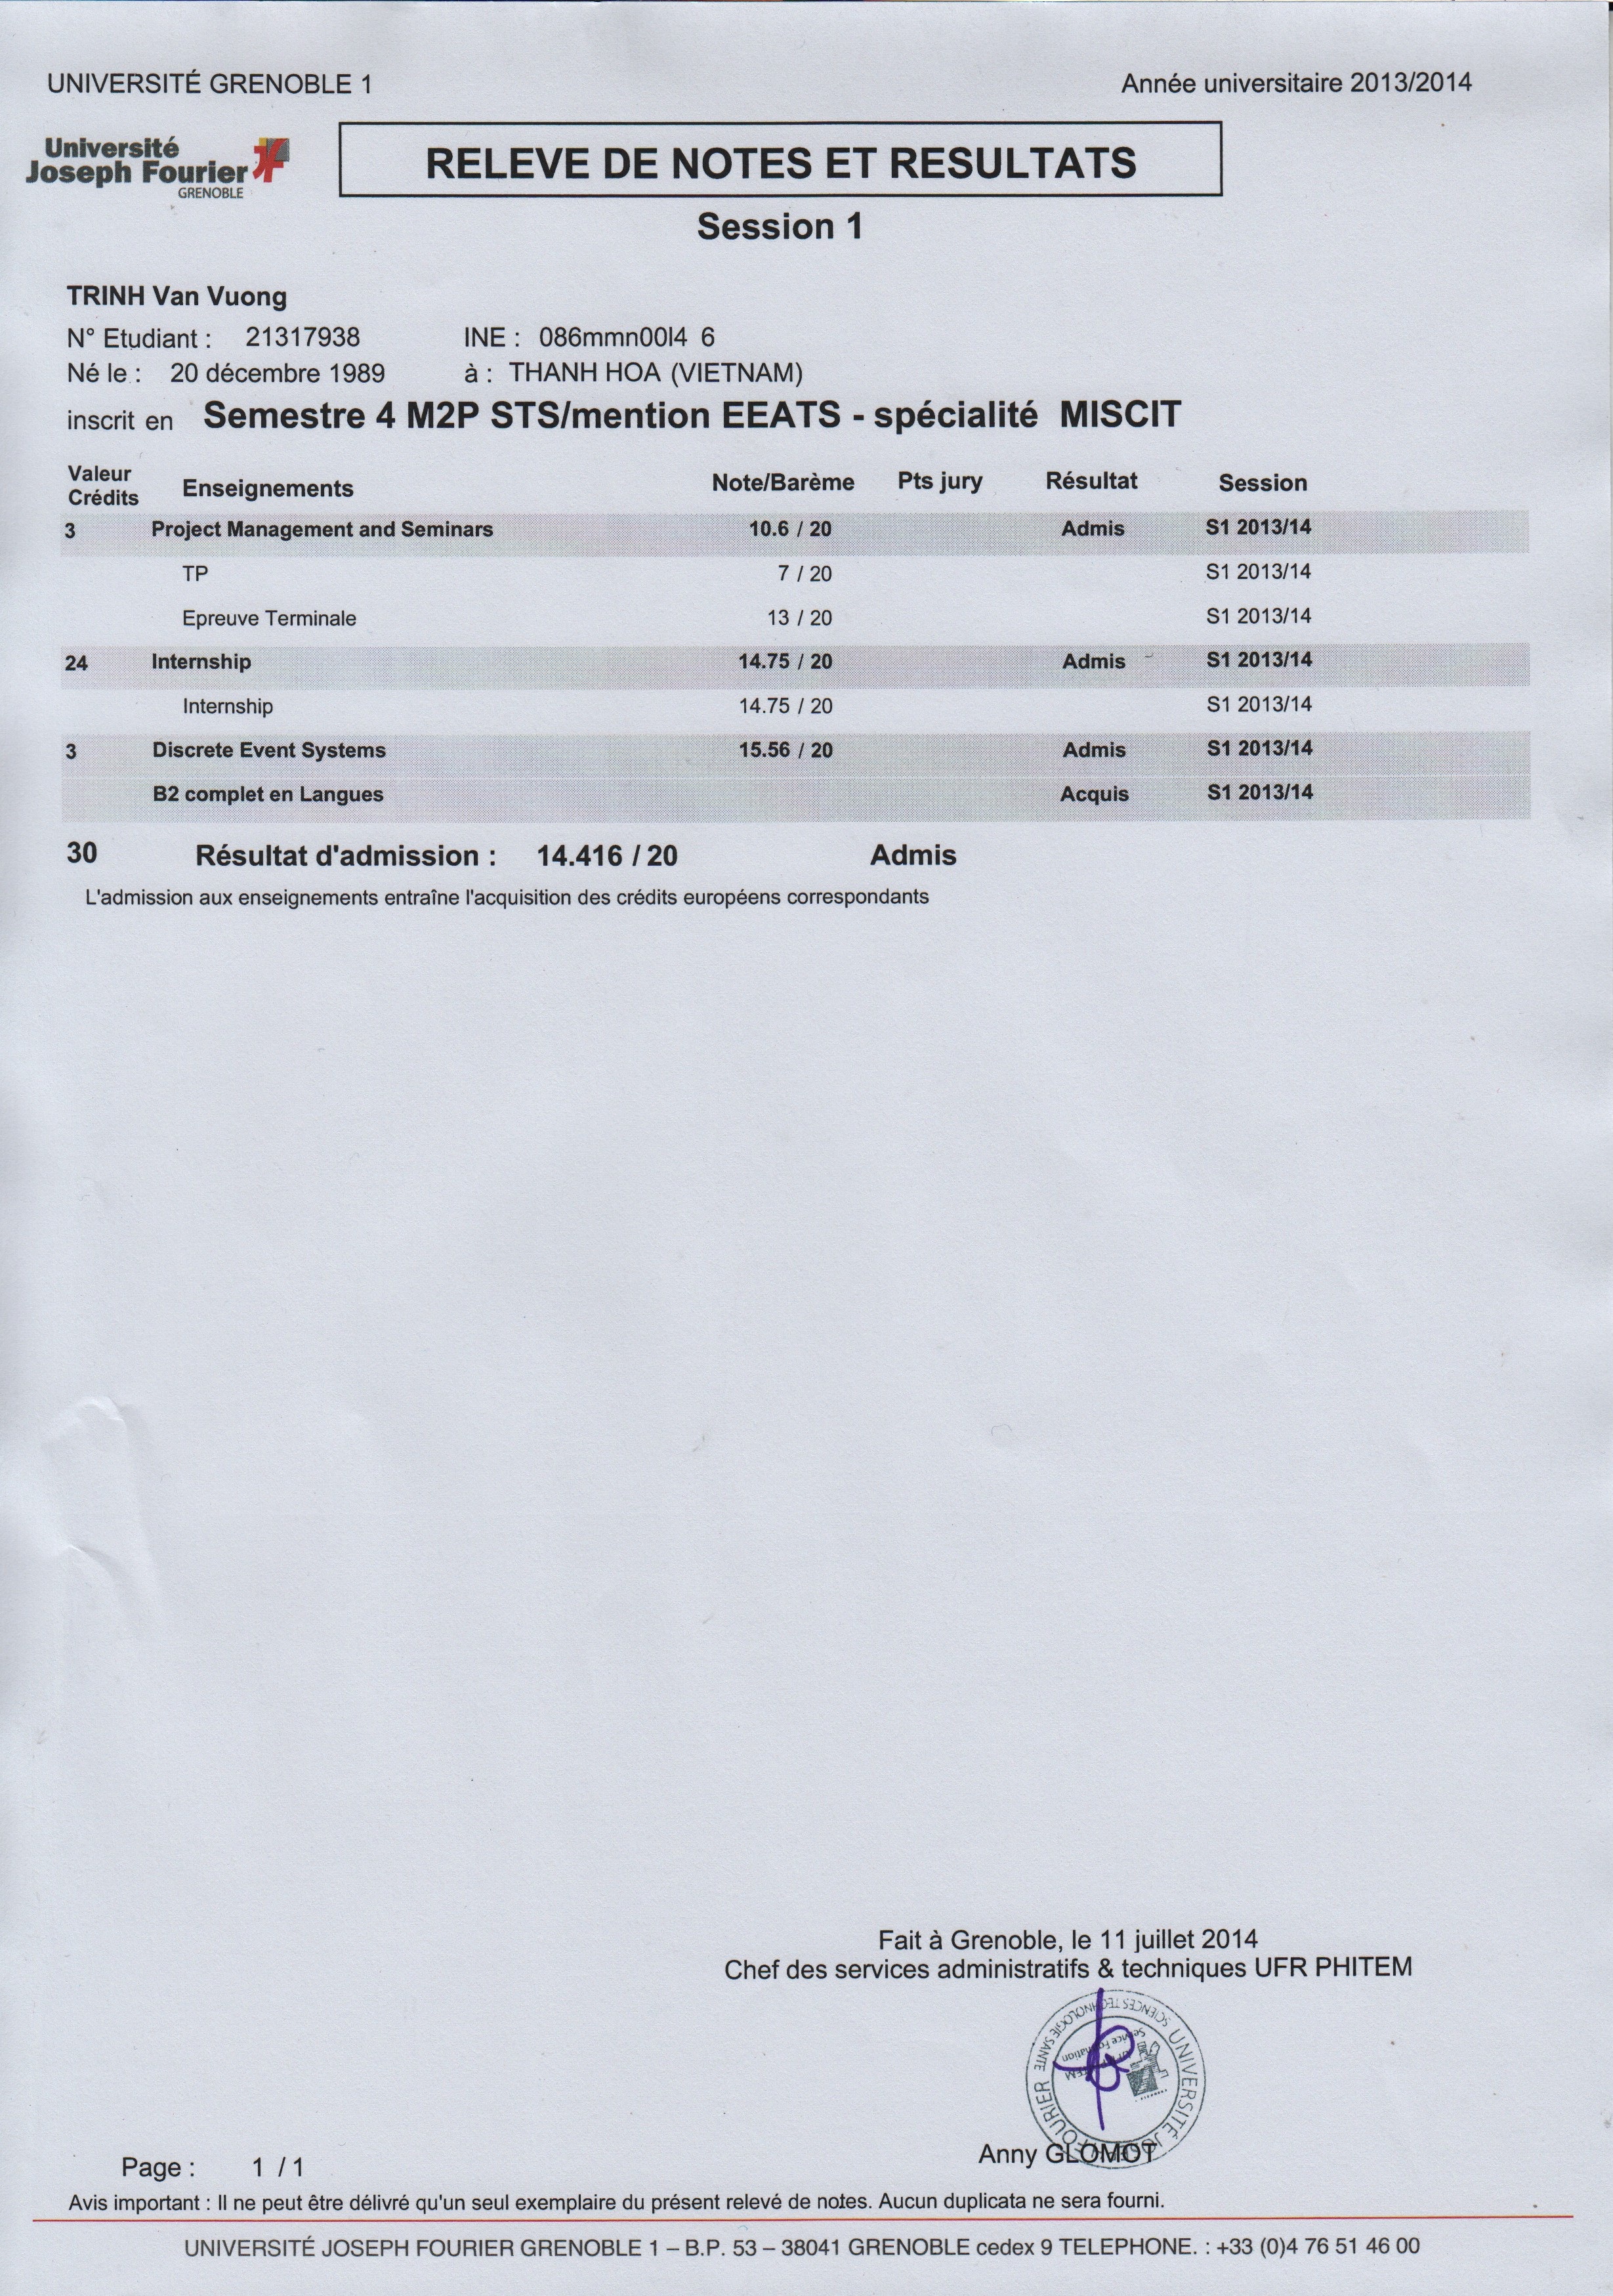 UNIVERSITÉ GRENOBLE 1
Année universitaire 2013/2014
Université
Joseph Fourier
GRENOBLE
RELEVE DE NOTES ET RESULTATS
Session 1
TRINH Van Vuong
N° Etudiant : 21317938 INE : 086mmn00l4 6
Né le : 20 décembre 1989 à : THANH HOA (VIETNAM)
inscrit en Semestre 4 M2P STS/mention EEATS - spécialité MISCIT
Valeur Crédits Enseignements Note/Barème Pts jury Résultat Session
3 Project Management and Seminars 10.6 / 20 Admis S1 2013/14
TP 7 / 20 S1 2013/14
Epreuve Terminale 13 / 20 S1 2013/14
24 Internship 14.75 / 20 Admis S1 2013/14
Internship 14.75 / 20 S1 2013/14
3 Discrete Event Systems 15.56 / 20 Admis S1 2013/14
B2 complet en Langues Acquis S1 2013/14
30 Résultat d'admission : 14.416 / 20 Admis
L'admission aux enseignements entraîne l'acquisition des crédits européens correspondants
Fait à Grenoble, le 11 juillet 2014
Chef des services administratifs & techniques UFR PHITEM
UNIVERSITÉ JOSEPH FOURIER
SCIENCES TECHNOLOGIE SANTE
Service Formation
Anny GLOMOT
Page : 1 / 1
Avis important : Il ne peut être délivré qu'un seul exemplaire du présent relevé de notes. Aucun duplicata ne sera fourni.
UNIVERSITÉ JOSEPH FOURIER GRENOBLE 1 – B.P. 53 – 38041 GRENOBLE cedex 9 TELEPHONE. : +33 (0)4 76 51 46 00